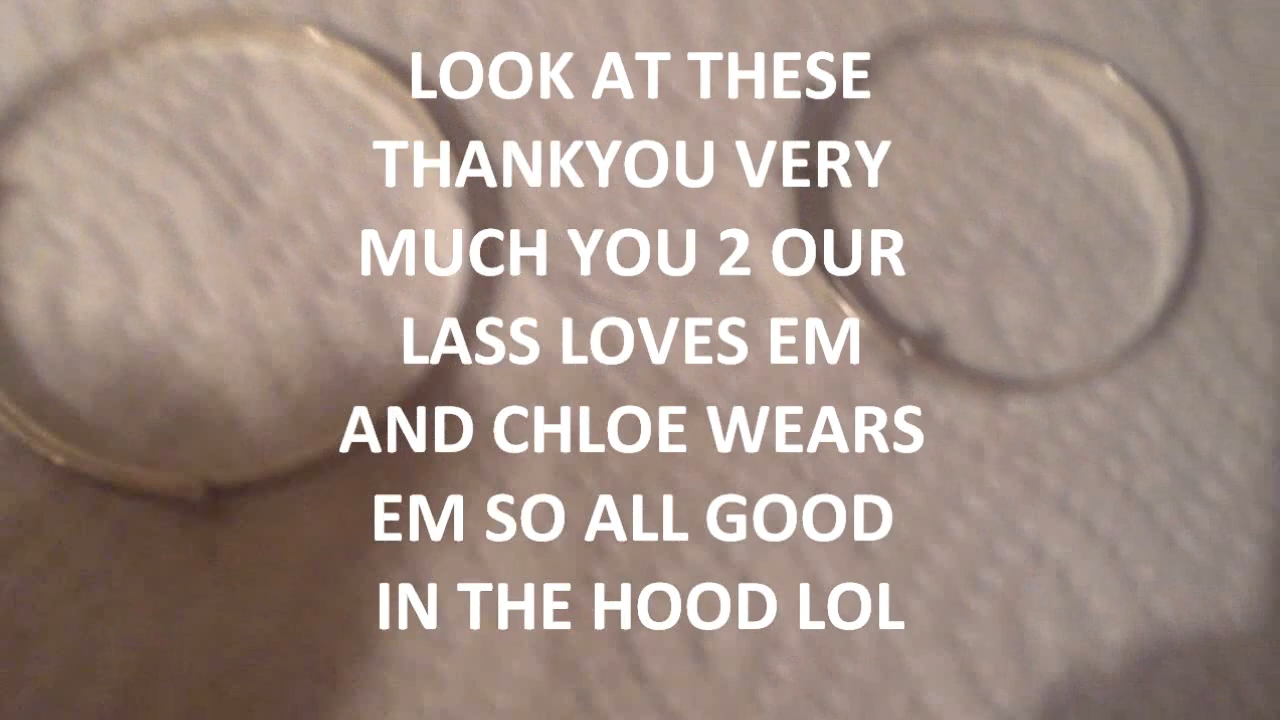 LOOK AT THESE
THANKYOU VERY
MUCH YOU 2 OUR
LASS LOVES EM
AND CHLOE WEARS
EM SO ALL GOOD
IN THE HOOD LOL